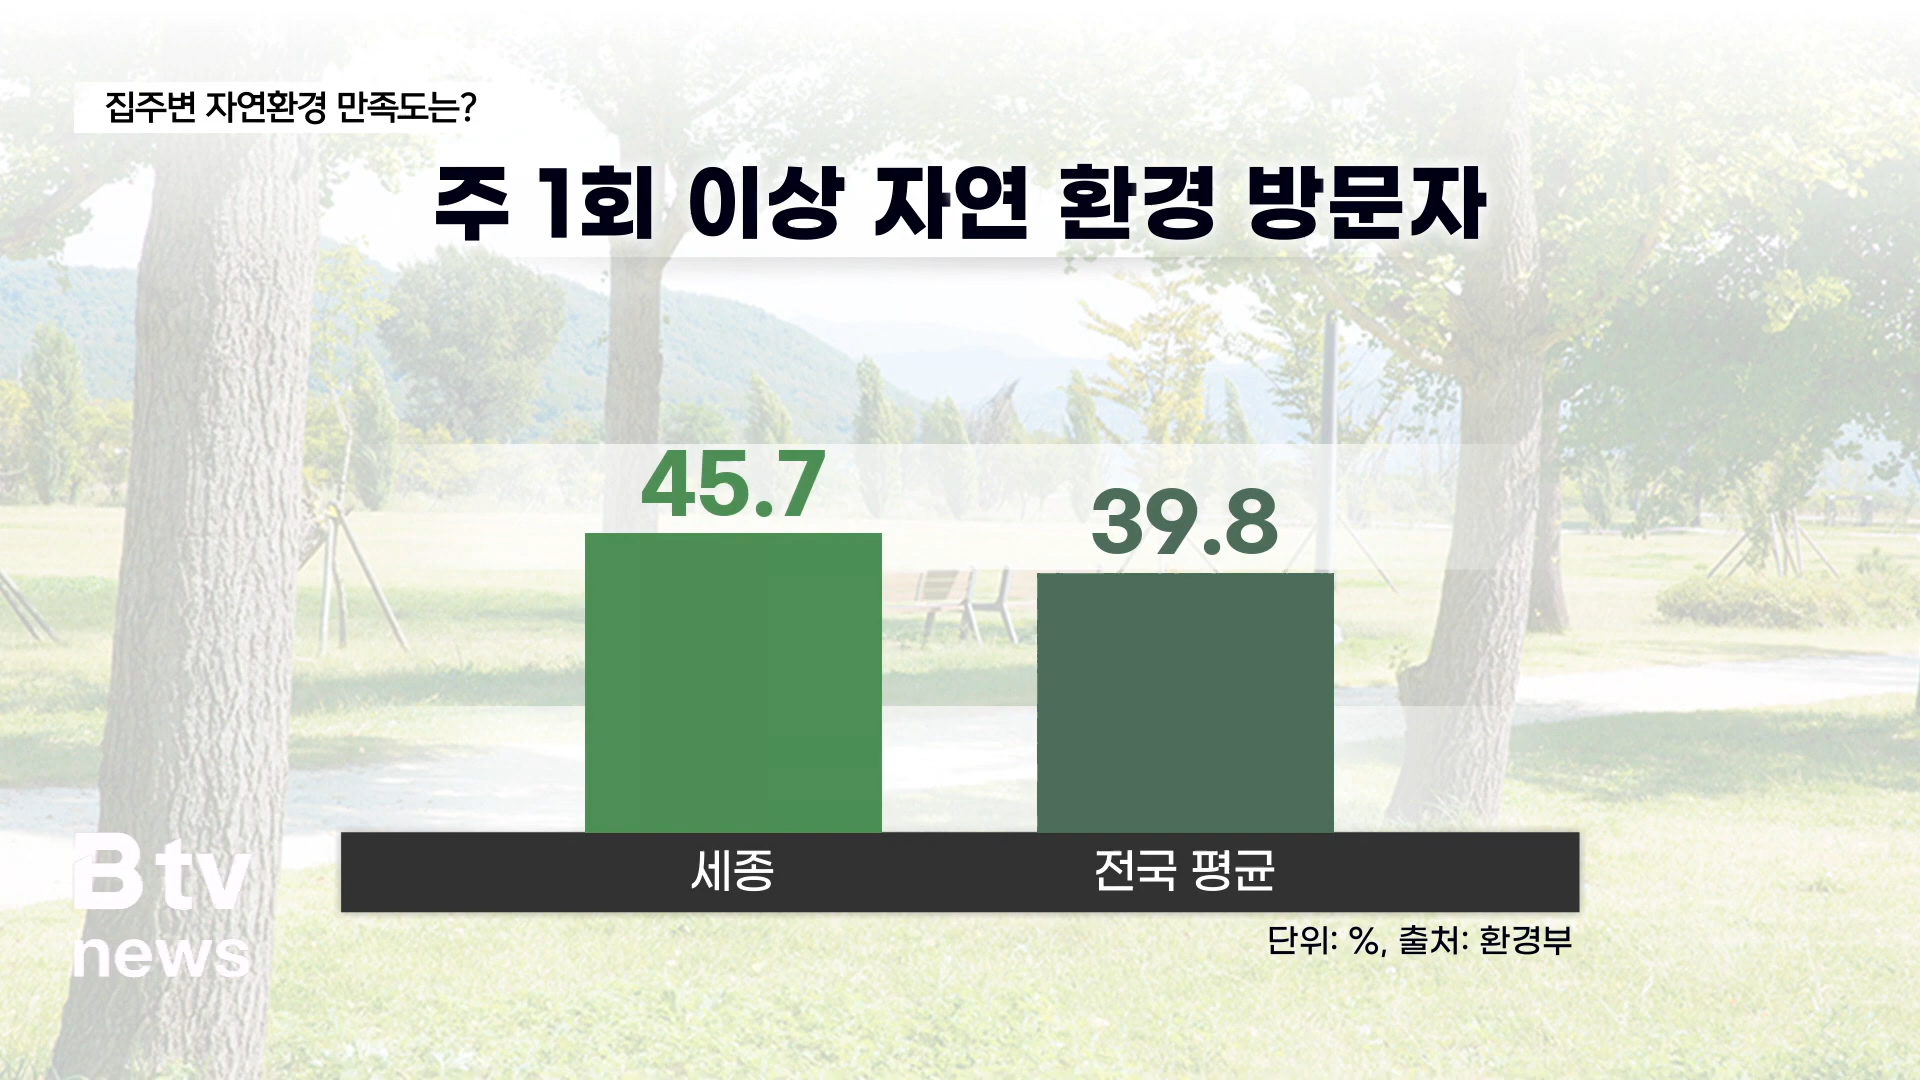 집주변 자연환경 만족도는?
주 1회 이상 자연 환경 방문자
45.7
39.8
세종
전국 평균
단위: %, 출처: 환경부
B tv
news